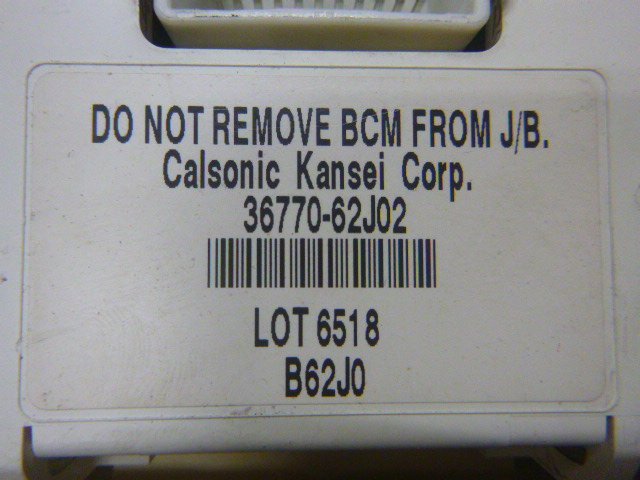 DO NOT REMOVE BCM FROM J/B.
Calsonic Kansei Corp.
36770-62J02
LOT 6518
B62J0